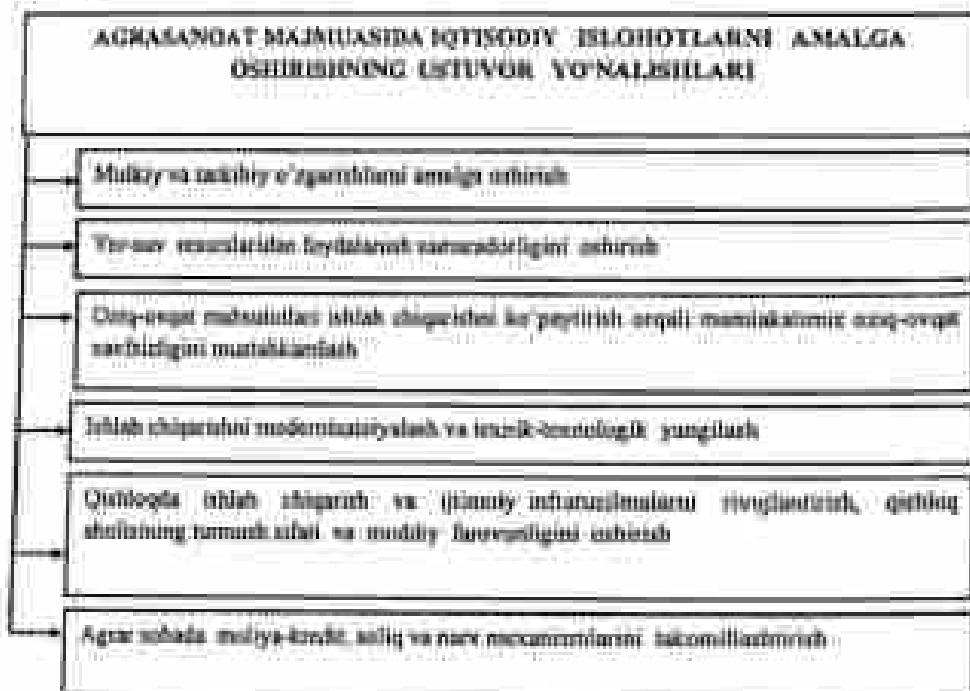 AGRASANOAT MAJMUASIDA IQTISODIY ISLOHOTLARNI AMALGA
OSHIRISHNING USTUVOR YO'NALISHLARI
Mulkiy va tarkibiy o'zgarishlarni amalga oshirish
Yer-suv resurslaridan foydalanish samaradorligini oshirish
Oziq-ovqat mahsulotlari ishlab chiqarishni ko'paytirish orqali mamlakatimiz oziq-ovqat
xavfsizligini mustahkamlash
Ishlab chiqarishni modernizatsiyalash va texnik-texnologik yangilash
Qishloqda ishlab chiqarish va ijtimoiy infratuzilmalarni rivojlantirish, qishloq
aholisining turmush sifati va moddiy farovonligini oshirish
Agrar sohada moliya-kredit, soliq va narx mexanizmlarini takomillashtirish